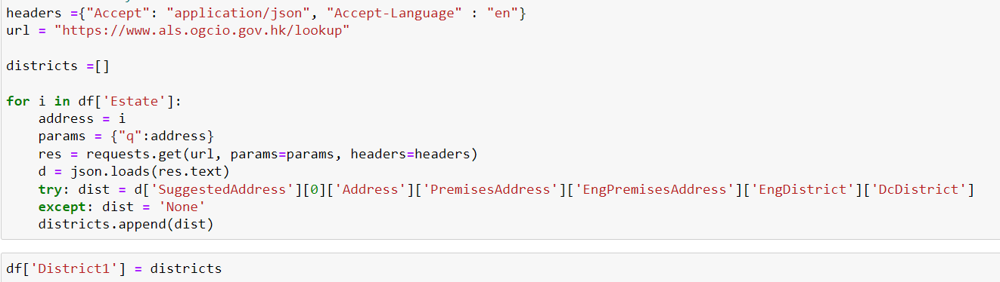 headers ={"Accept": "application/json", "Accept-Language" : "en"}
url = "https://www.als.ogcio.gov.hk/lookup"
districts =[]
for i in df['Estate']:
    address = i
    params = {"q":address}
    res = requests.get(url, params=params, headers=headers)
    d = json.loads(res.text)
    try: dist = d['SuggestedAddress'][0]['Address']['PremisesAddress']['EngPremisesAddress']['EngDistrict']['DcDistrict']
    except: dist = 'None'
    districts.append(dist)
df['District1'] = districts